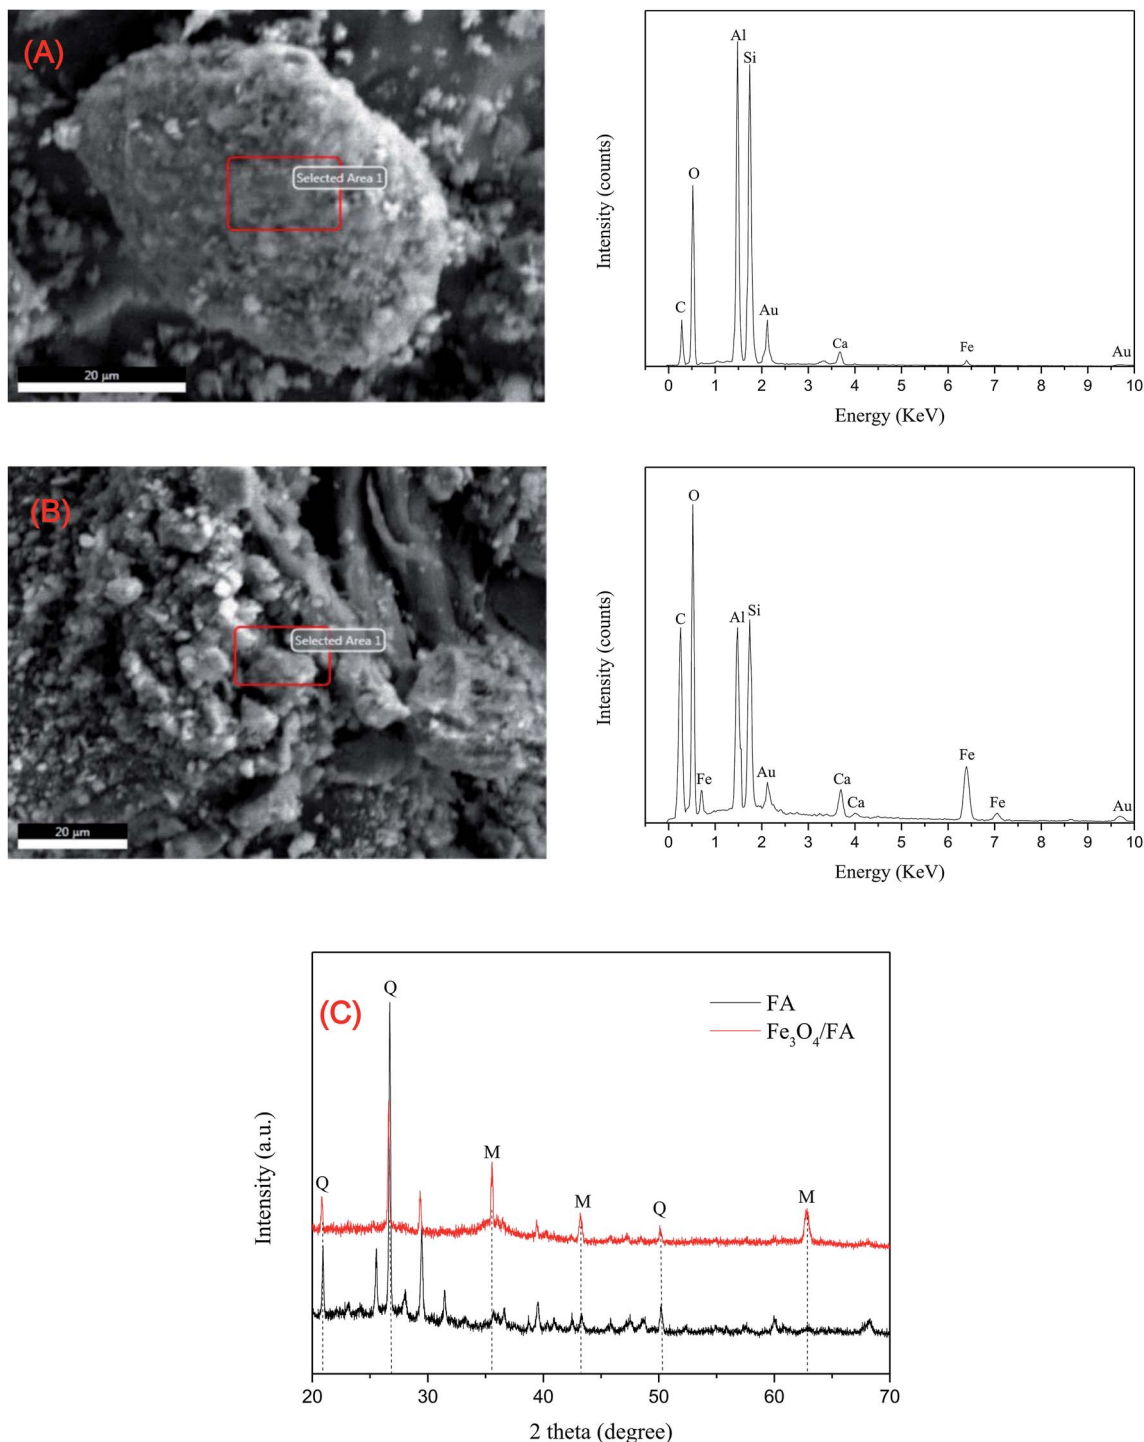 (A)
Selected Area 1
20 μm
Intensity (counts)
C
O
Al
Si
Au
Ca
Fe
Au
0 1 2 3 4 5 6 7 8 9 10
Energy (KeV)
(B)
Selected Area 1
20 μm
Intensity (counts)
C
O
Fe
Al
Si
Au
Ca
Ca
Fe
Fe
Au
0 1 2 3 4 5 6 7 8 9 10
Energy (KeV)
(C)
FA
Fe₃O₄/FA
Intensity (a.u.)
Q
Q
M
M
Q
M
20 30 40 50 60 70
2 theta (degree)